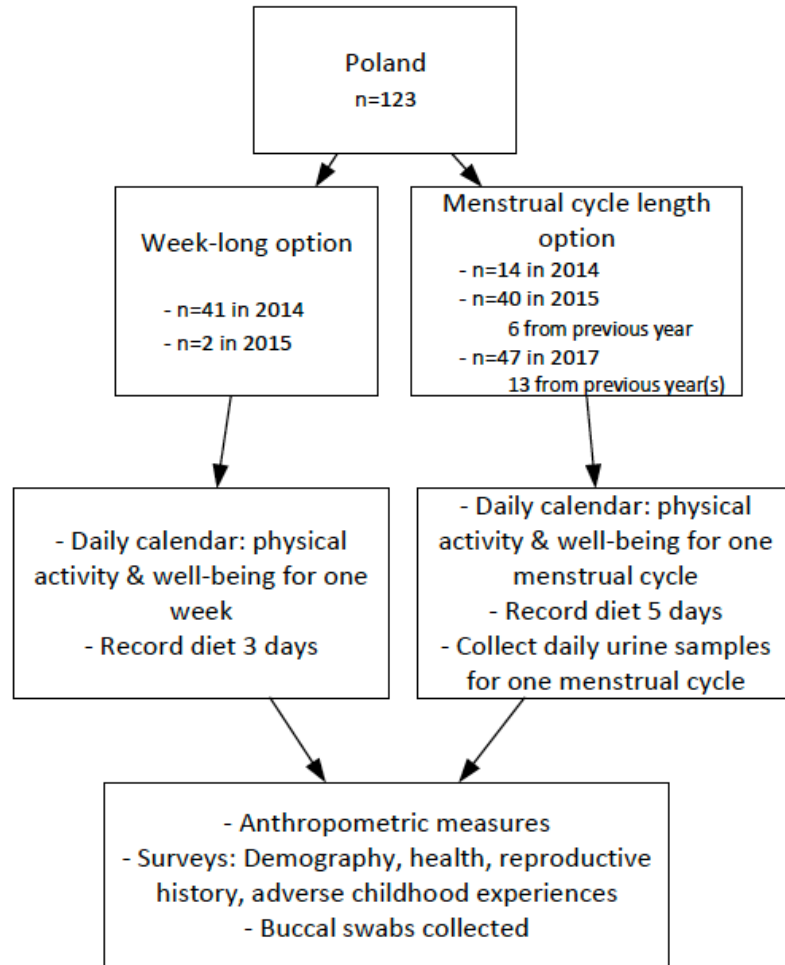 Poland
n=123
Week-long option
- n=41 in 2014
- n=2 in 2015
Menstrual cycle length
option
- n=14 in 2014
- n=40 in 2015
6 from previous year
- n=47 in 2017
13 from previous year(s)
- Daily calendar: physical
activity & well-being for one
week
- Record diet 3 days
- Daily calendar: physical
activity & well-being for one
menstrual cycle
- Record diet 5 days
- Collect daily urine samples
for one menstrual cycle
- Anthropometric measures
- Surveys: Demography, health, reproductive
history, adverse childhood experiences
- Buccal swabs collected